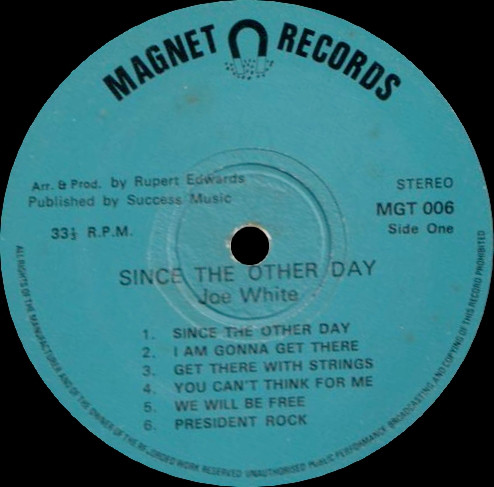 MAGNET RECORDS
Arr. & Prod. by Rupert Edwards
Published by Success Music
33⅓ R.P.M.
STEREO
MGT 006
Side One
SINCE THE OTHER DAY
Joe White
1. SINCE THE OTHER DAY
2. I AM GONNA GET THERE
3. GET THERE WITH STRINGS
4. YOU CAN'T THINK FOR ME
5. WE WILL BE FREE
6. PRESIDENT ROCK
ALL RIGHTS OF THE MANUFACTURER AND OF THE OWNER OF THE RECORDED WORK RESERVED UNAUTHORISED PUBLIC PERFORMANCE BROADCASTING AND COPYING OF THIS RECORD PROHIBITED